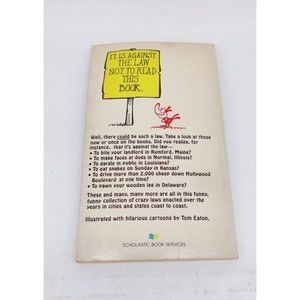 IT IS AGAINST
THE LAW
NOT TO READ
THIS
BOOK.
Well, there could be such a law. Take a look at those
now or once on the books. Did you realize, for
instance, that it's against the law—
• To bite your landlord in Rumford, Maine?
• To make faces at dogs in Normal, Illinois?
• To gargle in public in Louisiana?
• To eat snakes on Sunday in Kansas?
• To drive more than 2,000 sheep down Hollywood
Boulevard at one time?
• To pawn your wooden leg in Delaware?
These and many, many more are all in this funny,
funny collection of crazy laws enacted over the
years in cities and states coast to coast.
Illustrated with hilarious cartoons by Tom Eaton.
SCHOLASTIC BOOK SERVICES